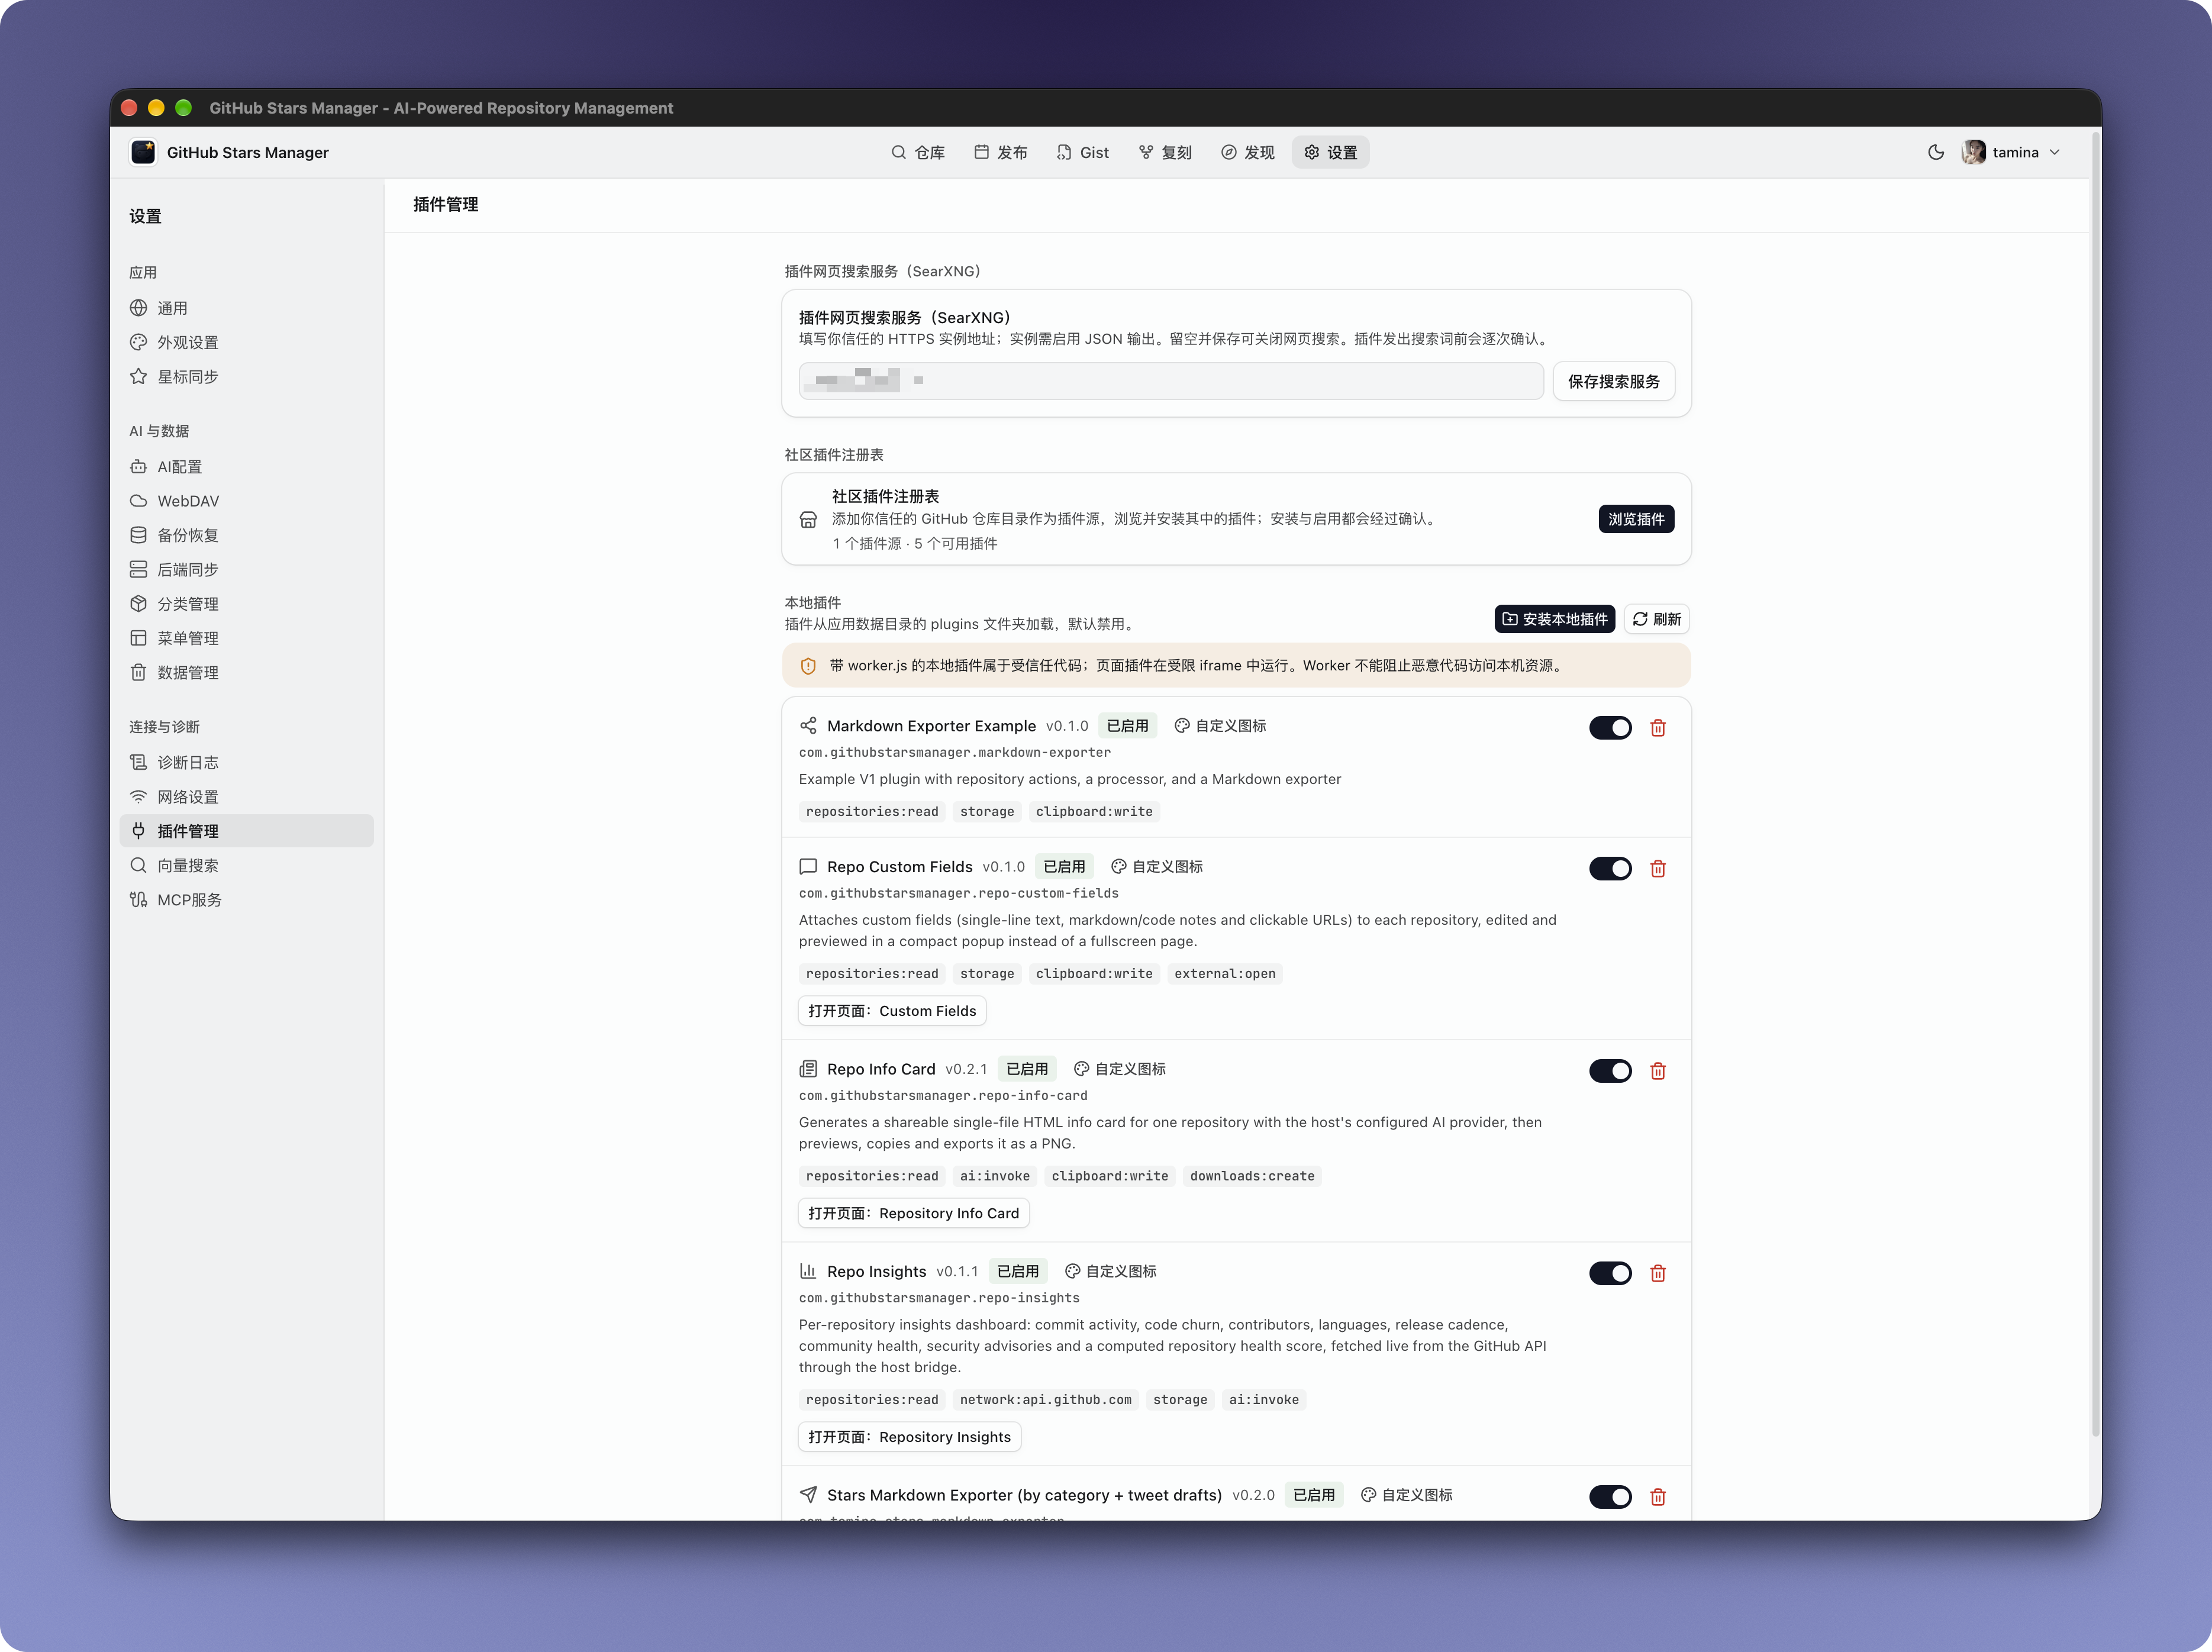 GitHub Stars Manager - AI-Powered Repository Management
GitHub Stars Manager
仓库
发布
Gist
复刻
发现
设置
tamina
设置
应用
通用
外观设置
星标同步
AI 与数据
AI配置
WebDAV
备份恢复
后端同步
分类管理
菜单管理
数据管理
连接与诊断
诊断日志
网络设置
插件管理
向量搜索
MCP服务
插件管理
插件网页搜索服务（SearXNG）
插件网页搜索服务（SearXNG）
填写你信任的 HTTPS 实例地址；实例需启用 JSON 输出。留空并保存可关闭网页搜索。插件发出搜索词前会逐次确认。
保存搜索服务
社区插件注册表
社区插件注册表
添加你信任的 GitHub 仓库目录作为插件源，浏览并安装其中的插件；安装与启用都会经过确认。
1 个插件源 · 5 个可用插件
浏览插件
本地插件
插件从应用数据目录的 plugins 文件夹加载，默认禁用。
安装本地插件
刷新
带 worker.js 的本地插件属于受信任代码；页面插件在受限 iframe 中运行。Worker 不能阻止恶意代码访问本机资源。
Markdown Exporter Example v0.1.0 已启用 自定义图标
com.githubstarsmanager.markdown-exporter
Example V1 plugin with repository actions, a processor, and a Markdown exporter
repositories:read storage clipboard:write
Repo Custom Fields v0.1.0 已启用 自定义图标
com.githubstarsmanager.repo-custom-fields
Attaches custom fields (single-line text, markdown/code notes and clickable URLs) to each repository, edited and
previewed in a compact popup instead of a fullscreen page.
repositories:read storage clipboard:write external:open
打开页面：Custom Fields
Repo Info Card v0.2.1 已启用 自定义图标
com.githubstarsmanager.repo-info-card
Generates a shareable single-file HTML info card for one repository with the host's configured AI provider, then
previews, copies and exports it as a PNG.
repositories:read ai:invoke clipboard:write downloads:create
打开页面：Repository Info Card
Repo Insights v0.1.1 已启用 自定义图标
com.githubstarsmanager.repo-insights
Per-repository insights dashboard: commit activity, code churn, contributors, languages, release cadence,
community health, security advisories and a computed repository health score, fetched live from the GitHub API
through the host bridge.
repositories:read network:api.github.com storage ai:invoke
打开页面：Repository Insights
Stars Markdown Exporter (by category + tweet drafts) v0.2.0 已启用 自定义图标